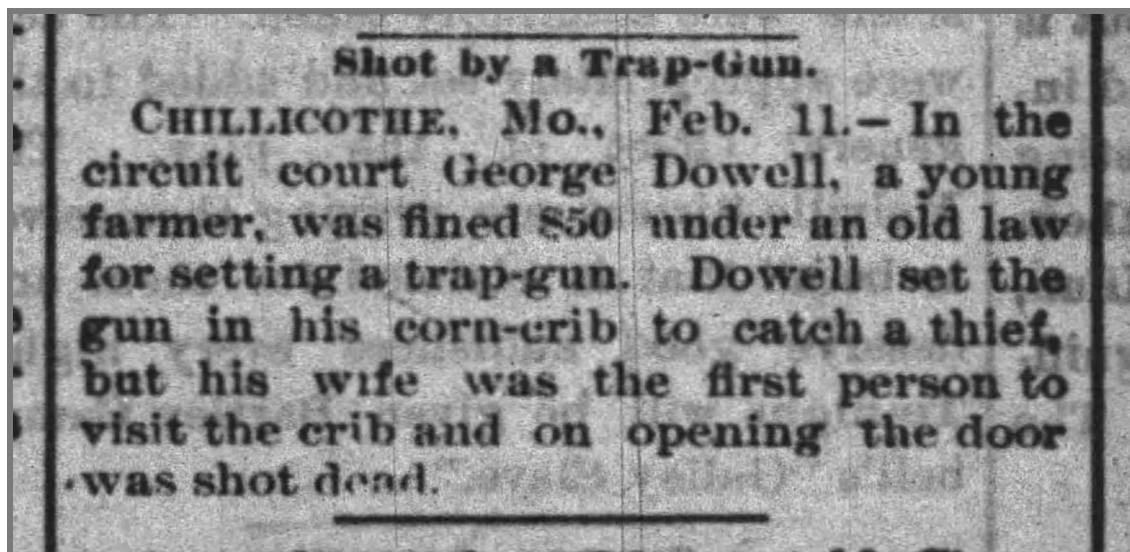 Shot by a Trap-Gun.
CHILLICOTHE, Mo., Feb. 11.— In the
circuit court George Dowell, a young
farmer, was fined $50 under an old law
for setting a trap-gun. Dowell set the
gun in his corn-crib to catch a thief,
but his wife was the first person to
visit the crib and on opening the door
was shot dead.